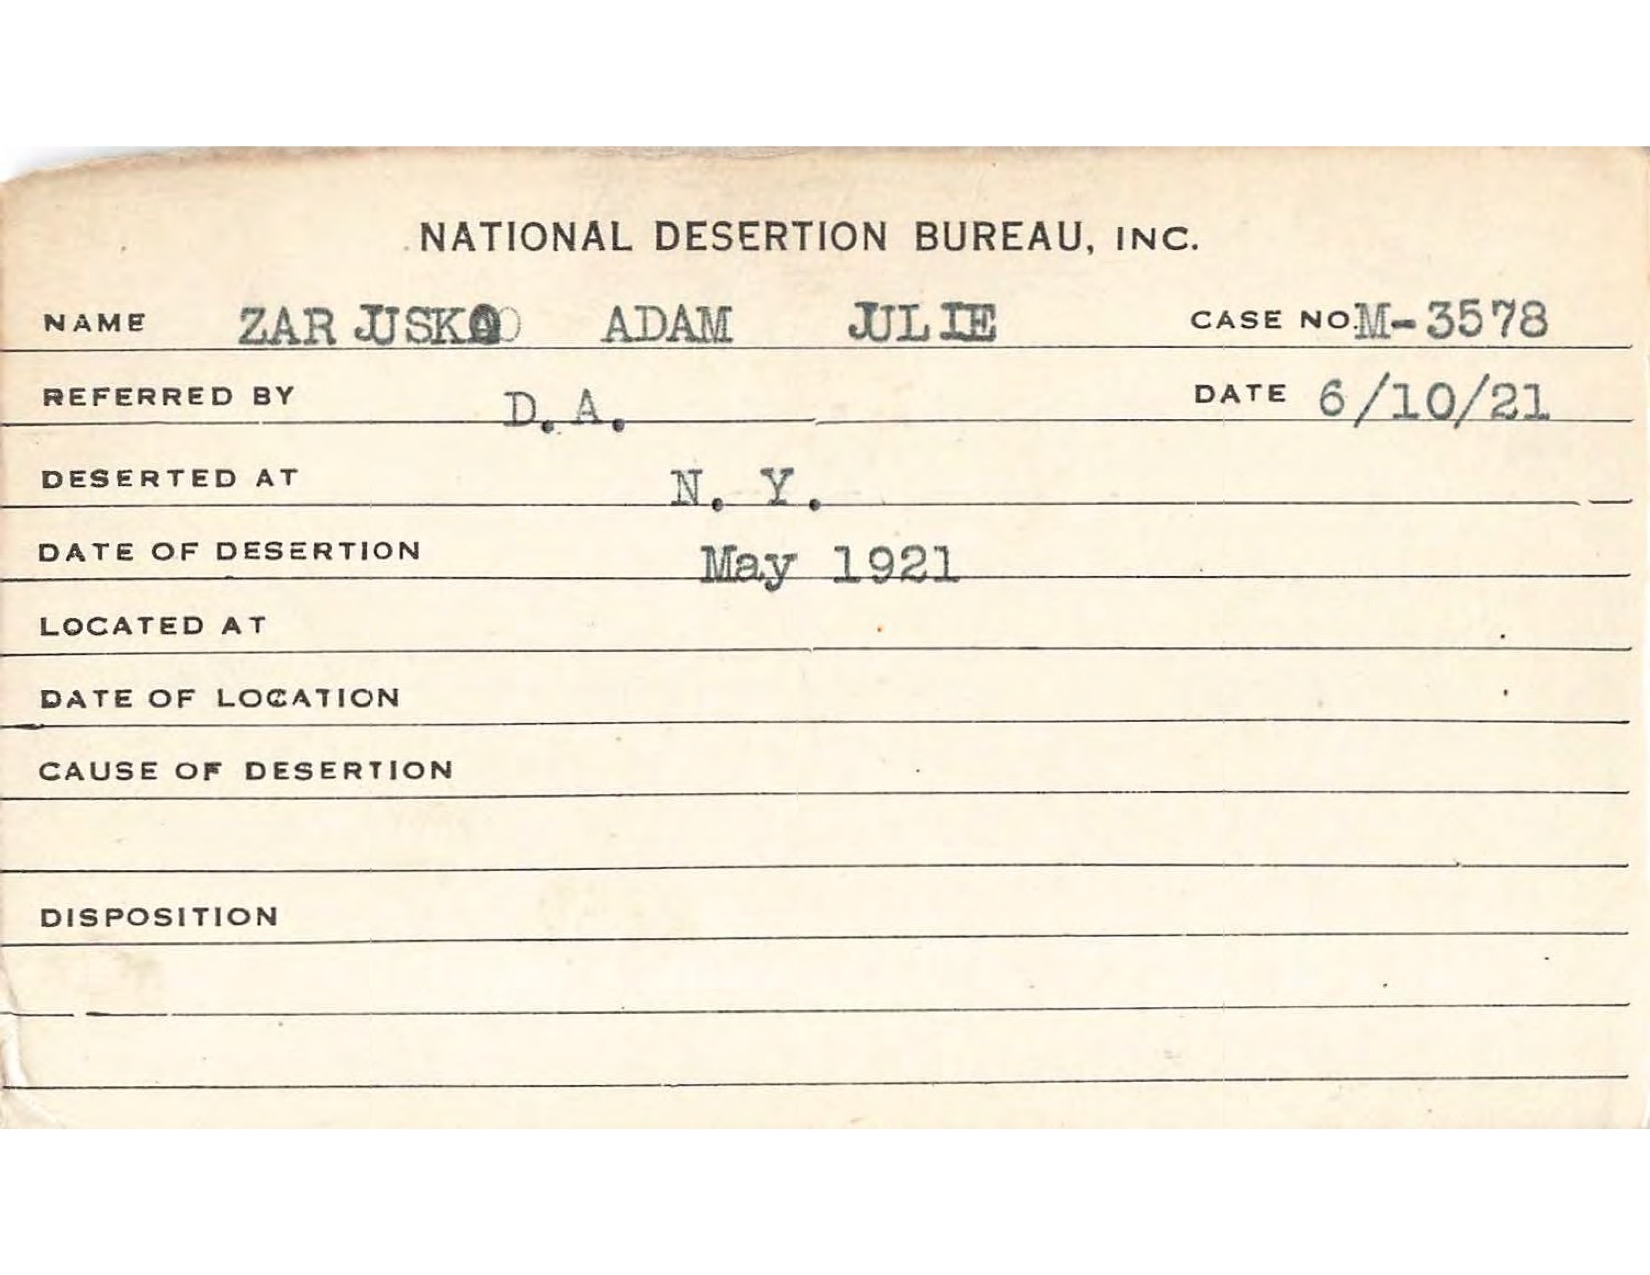 NATIONAL DESERTION BUREAU, INC.
NAME ZARJUSKO ADAM JULIE CASE NO. M-3578
REFERRED BY D.A. DATE 6/10/21
DESERTED AT N. Y.
DATE OF DESERTION May 1921
LOCATED AT
DATE OF LOCATION
CAUSE OF DESERTION
DISPOSITION